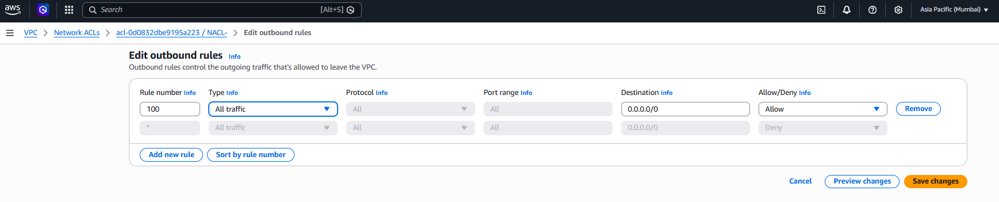 aws Search [Alt+S] Asia Pacific (Mumbai)
VPC Network ACLs acl-0d0832dbe9195a223 / NACL- Edit outbound rules
Edit outbound rules Info
Outbound rules control the outgoing traffic that's allowed to leave the VPC.
Rule number Info Type Info Protocol Info Port range Info Destination Info Allow/Deny Info
100 All traffic All All 0.0.0.0/0 Allow Remove
* All traffic All All 0.0.0.0/0 Deny
Add new rule Sort by rule number
Cancel Preview changes Save changes